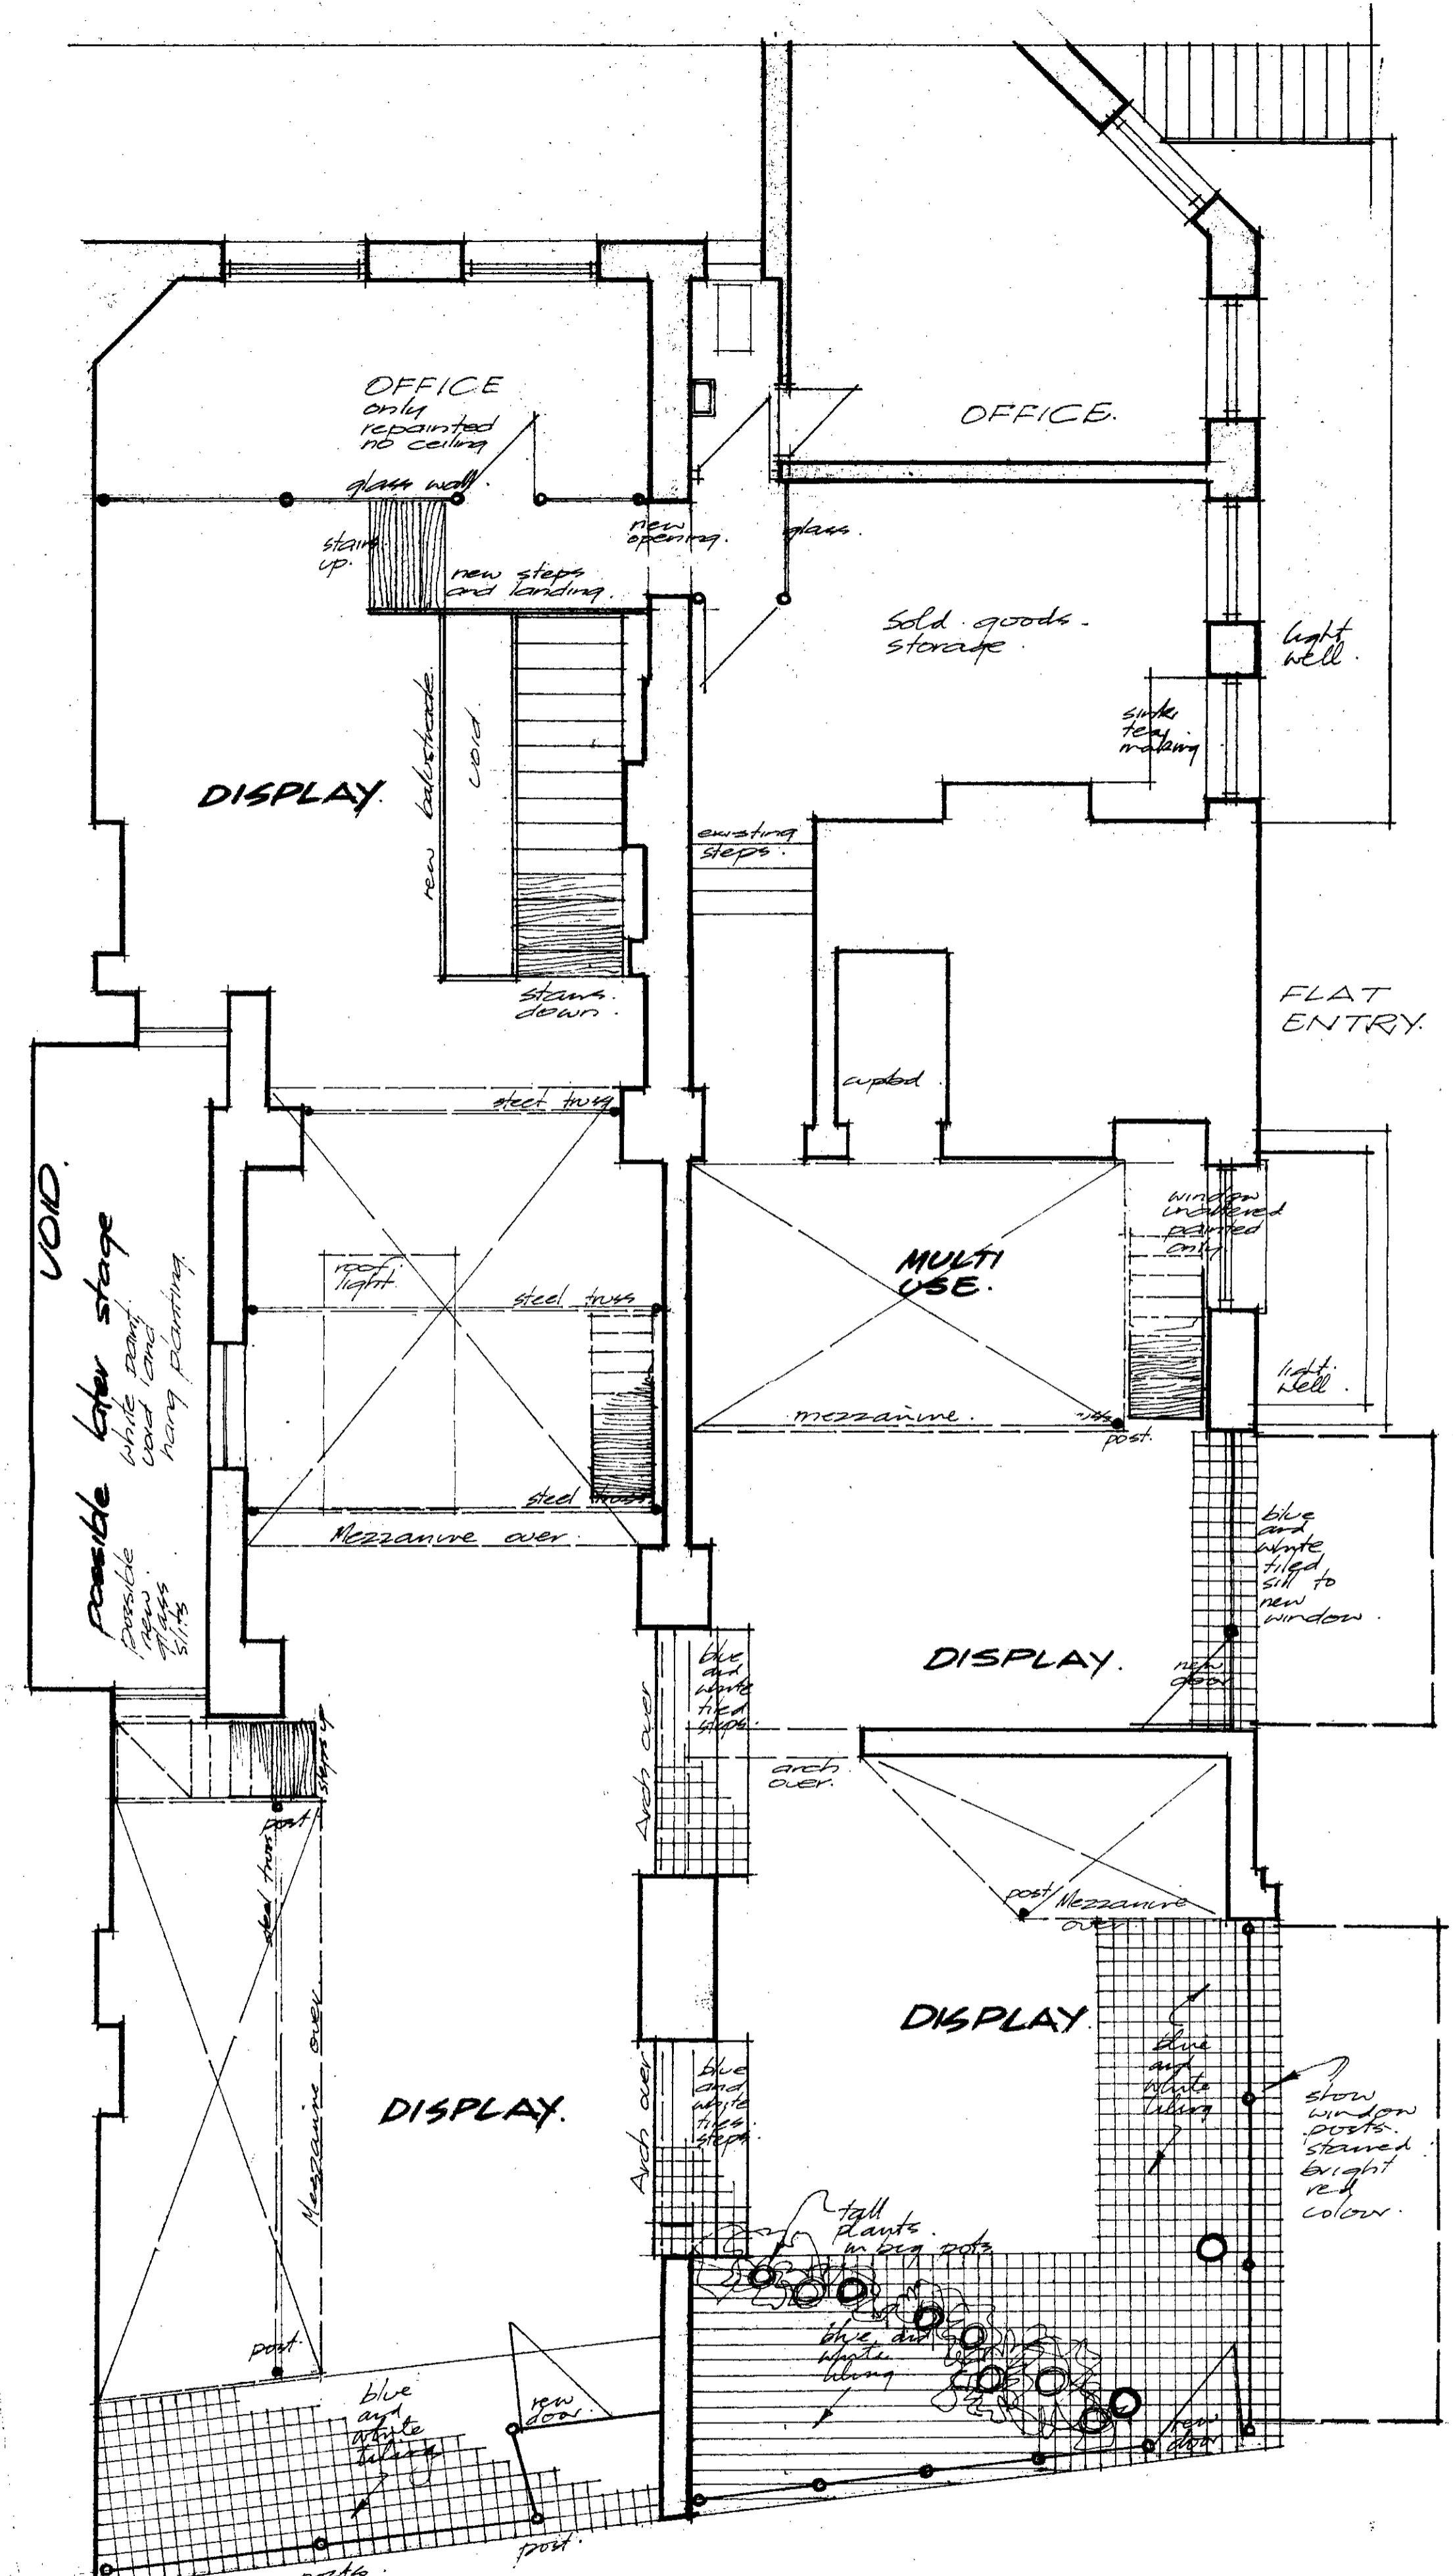 OFFICE
only
repainted
no ceiling
glass wall.
OFFICE.
stairs
up.
new steps
and landing.
new
opening.
glass.
sold goods
storage.
light
well.
sink,
tea
making
new balustrade.
VOID.
DISPLAY.
existing
steps.
stairs.
down.
FLAT
ENTRY.
cupbd.
steel truss
VOID.
possible later stage
white paint
void and
hang planting.
possible
new
glass
slits.
roof
light.
steel truss
steel truss
Mezzanine over.
MULTI
USE.
window
unaltered
painted
only.
mezzanine.
post.
light
well.
blue
and
white
tiled
sill to
new
window.
DISPLAY.
new
door
blue
and
white
tiled
steps.
Arch over
arch
over.
steps up
post
steel truss
Mezzanine over.
post
Mezzanine
over.
DISPLAY.
blue
and
white
tiling
show
window
posts.
stained
bright
red
colour.
DISPLAY.
Arch over
blue
and
white
tiles.
steps.
tall
plants.
in big pots
blue and
white
tiling
post.
blue
and
white
tiling
new
door.
new
door
post.
posts.